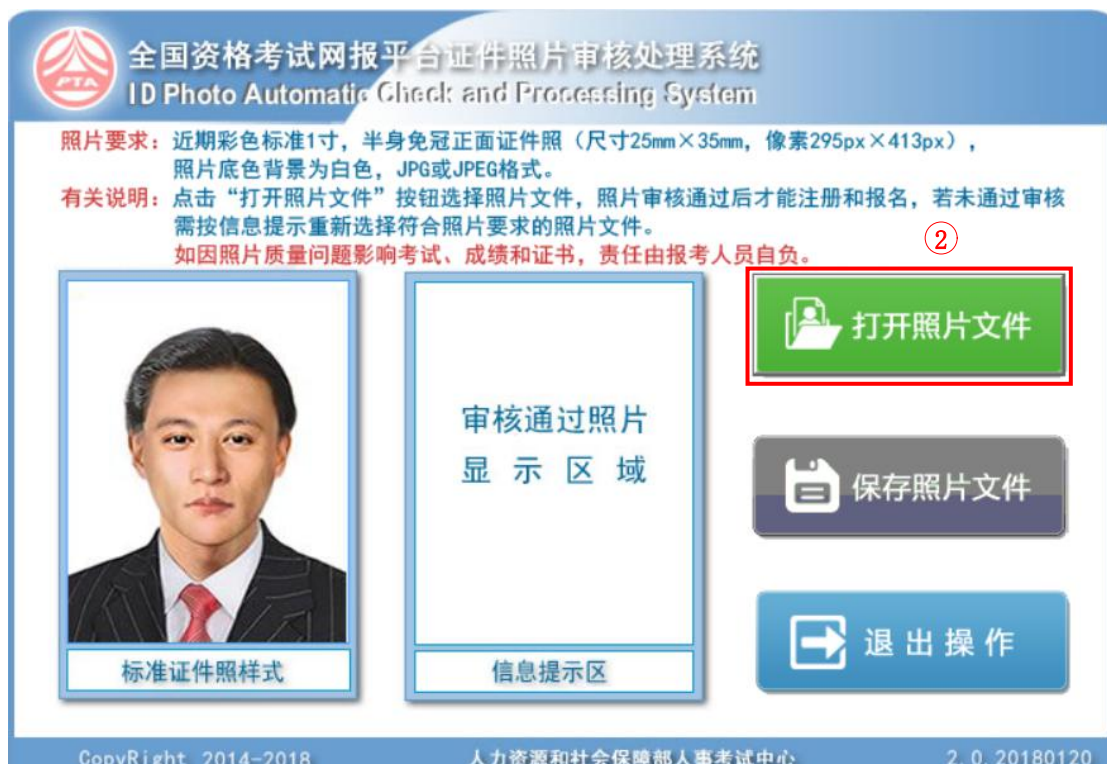 PTA
全国资格考试网报平台证件照片审核处理系统
ID Photo Automatic Check and Processing System
照片要求：近期彩色标准1寸，半身免冠正面证件照（尺寸25mm×35mm，像素295px×413px），
照片底色背景为白色，JPG或JPEG格式。
有关说明：点击“打开照片文件”按钮选择照片文件，照片审核通过后才能注册和报名，若未通过审核
需按信息提示重新选择符合照片要求的照片文件。
如因照片质量问题影响考试、成绩和证书，责任由报考人员自负。
②
打开照片文件
审核通过照片
显示区域
保存照片文件
退出操作
标准证件照样式
信息提示区
CopyRight 2014-2018
人力资源和社会保障部人事考试中心
2.0.20180120